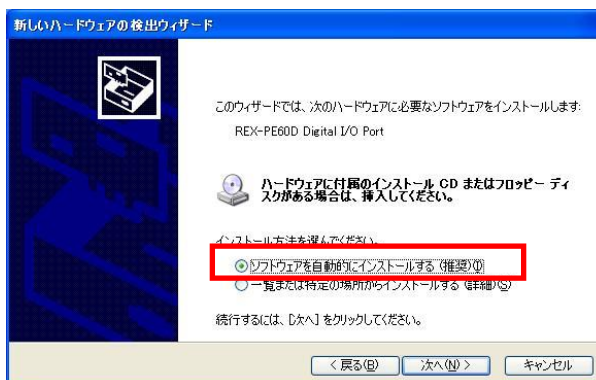 新しいハードウェアの検出ウィザード
このウィザードでは、次のハードウェアに必要なソフトウェアをインストールします:
REX-PE60D Digital I/O Port
ハードウェアに付属のインストール CD またはフロッピー ディ
スクがある場合は、挿入してください。
インストール方法を選んでください。
ソフトウェアを自動的にインストールする (推奨)(I)
一覧または特定の場所からインストールする (詳細)(S)
続行するには、[次へ] をクリックしてください。
< 戻る(B)
次へ(N) >
キャンセル